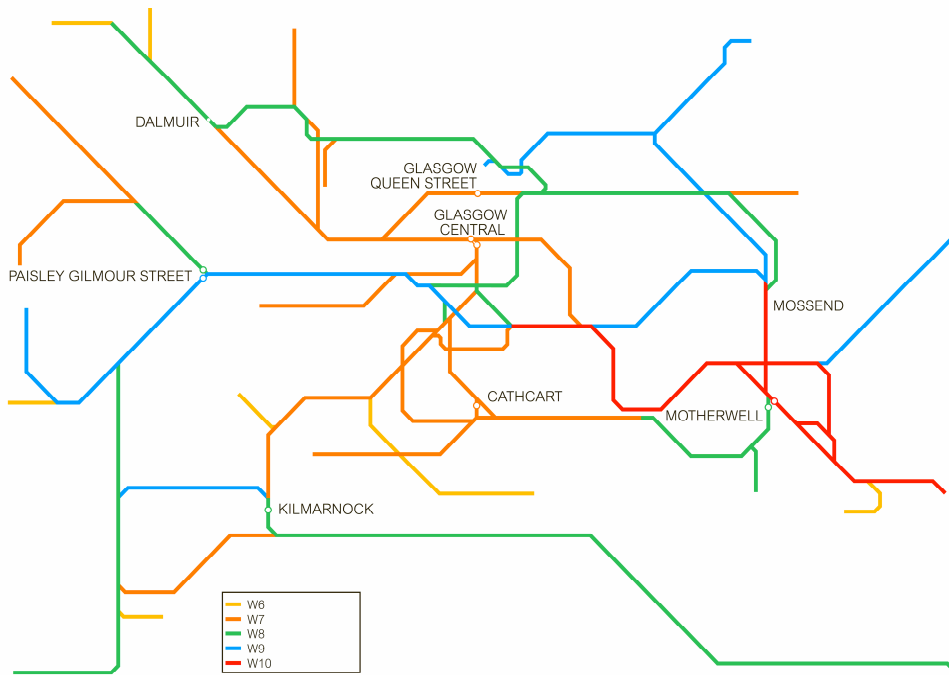 DALMUIR
GLASGOW
QUEEN STREET
GLASGOW
CENTRAL
PAISLEY GILMOUR STREET
MOSSEND
CATHCART
MOTHERWELL
KILMARNOCK
W6
W7
W8
W9
W10